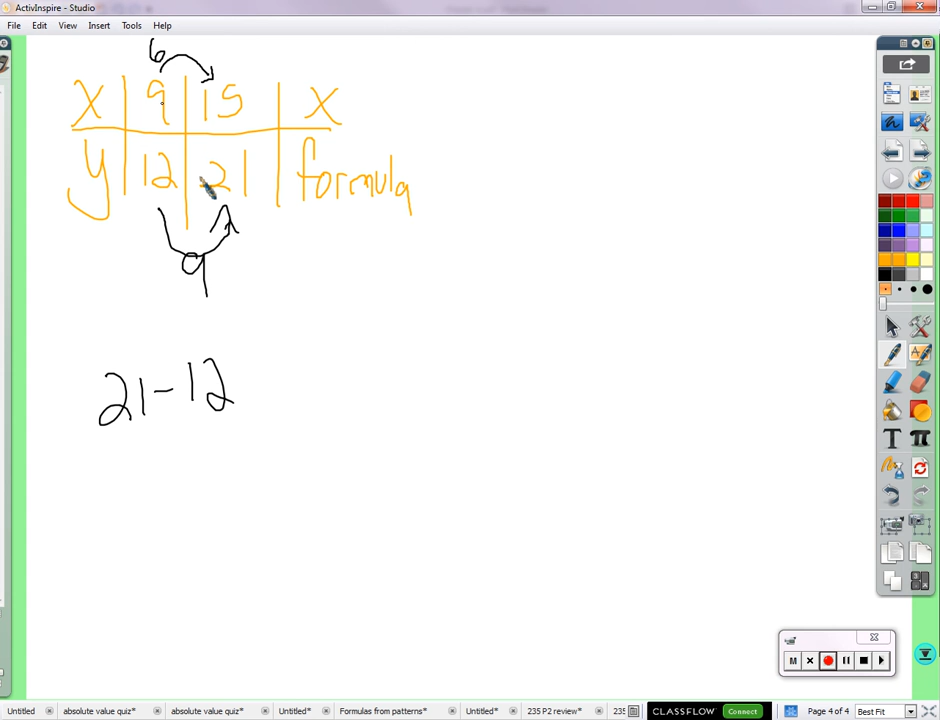 ActivInspire - Studio
File Edit View Insert Tools Help
6
X 9 15 X
y 12 21 formula
9
21-12
Untitled absolute value quiz* absolute value quiz* Untitled* Formulas from patterns* Untitled* 235 P2 review* 235 CLASSFLOW Connect Page 4 of 4 Best Fit